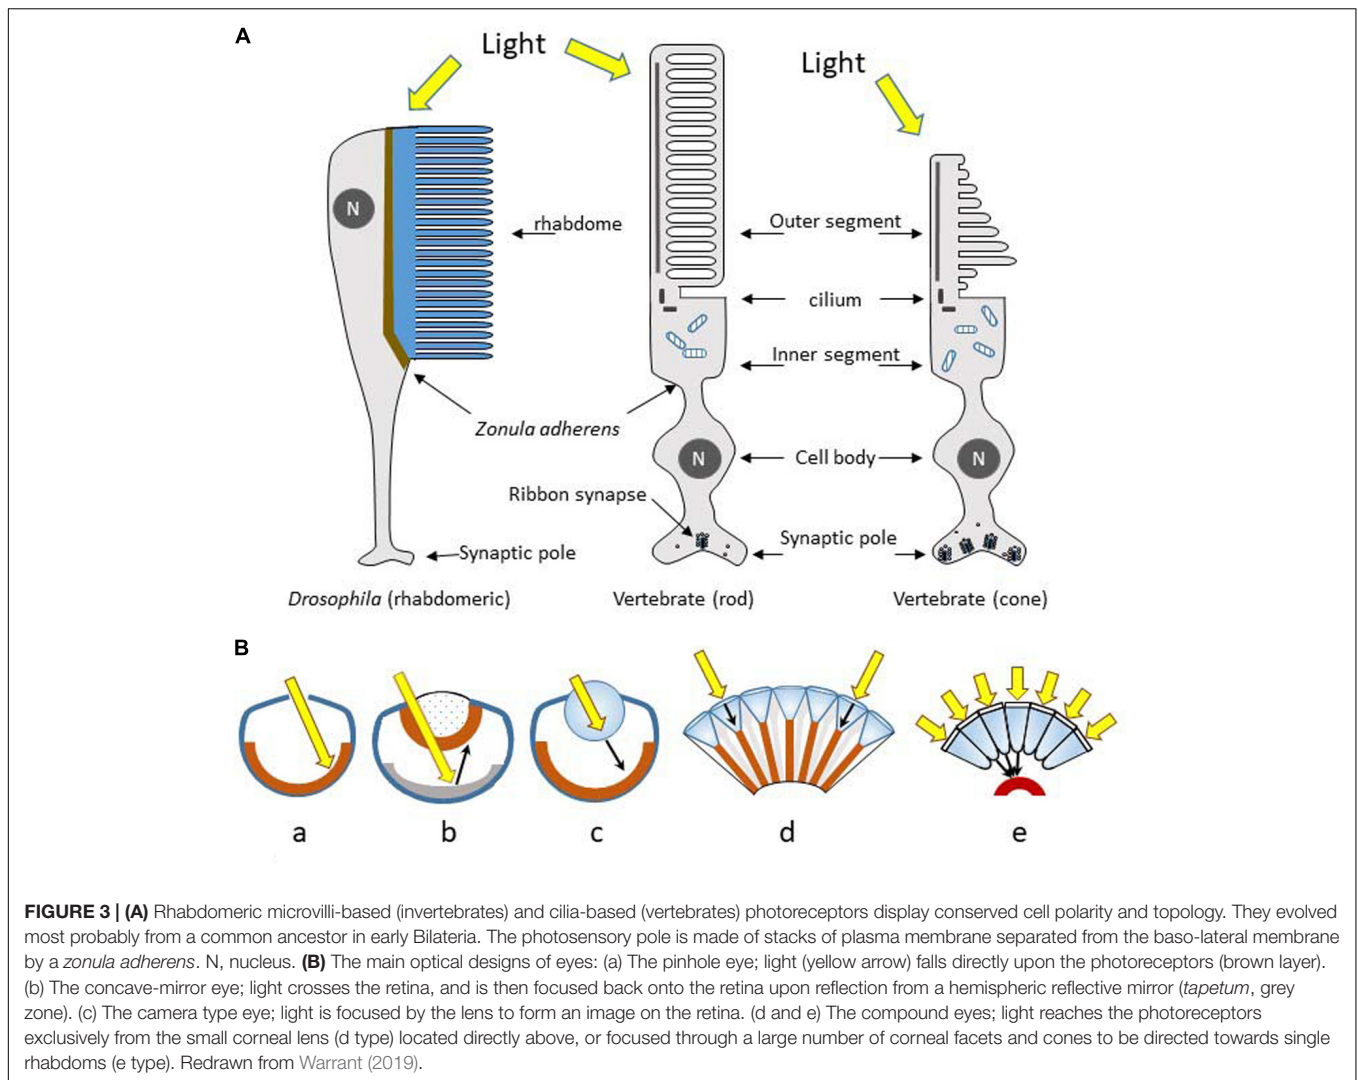 A
Light
Light
N
rhabdome
Outer segment
cilium
Inner segment
Zonula adherens
N
Cell body
N
Ribbon synapse
Synaptic pole
Synaptic pole
Drosophila (rhabdomeric)
Vertebrate (rod)
Vertebrate (cone)
B
a
b
c
d
e
FIGURE 3 | (A) Rhabdomeric microvilli-based (invertebrates) and cilia-based (vertebrates) photoreceptors display conserved cell polarity and topology. They evolved
most probably from a common ancestor in early Bilateria. The photosensory pole is made of stacks of plasma membrane separated from the baso-lateral membrane
by a zonula adherens. N, nucleus. (B) The main optical designs of eyes: (a) The pinhole eye; light (yellow arrow) falls directly upon the photoreceptors (brown layer).
(b) The concave-mirror eye; light crosses the retina, and is then focused back onto the retina upon reflection from a hemispheric reflective mirror (tapetum, grey
zone). (c) The camera type eye; light is focused by the lens to form an image on the retina. (d and e) The compound eyes; light reaches the photoreceptors
exclusively from the small corneal lens (d type) located directly above, or focused through a large number of corneal facets and cones to be directed towards single
rhabdoms (e type). Redrawn from Warrant (2019).